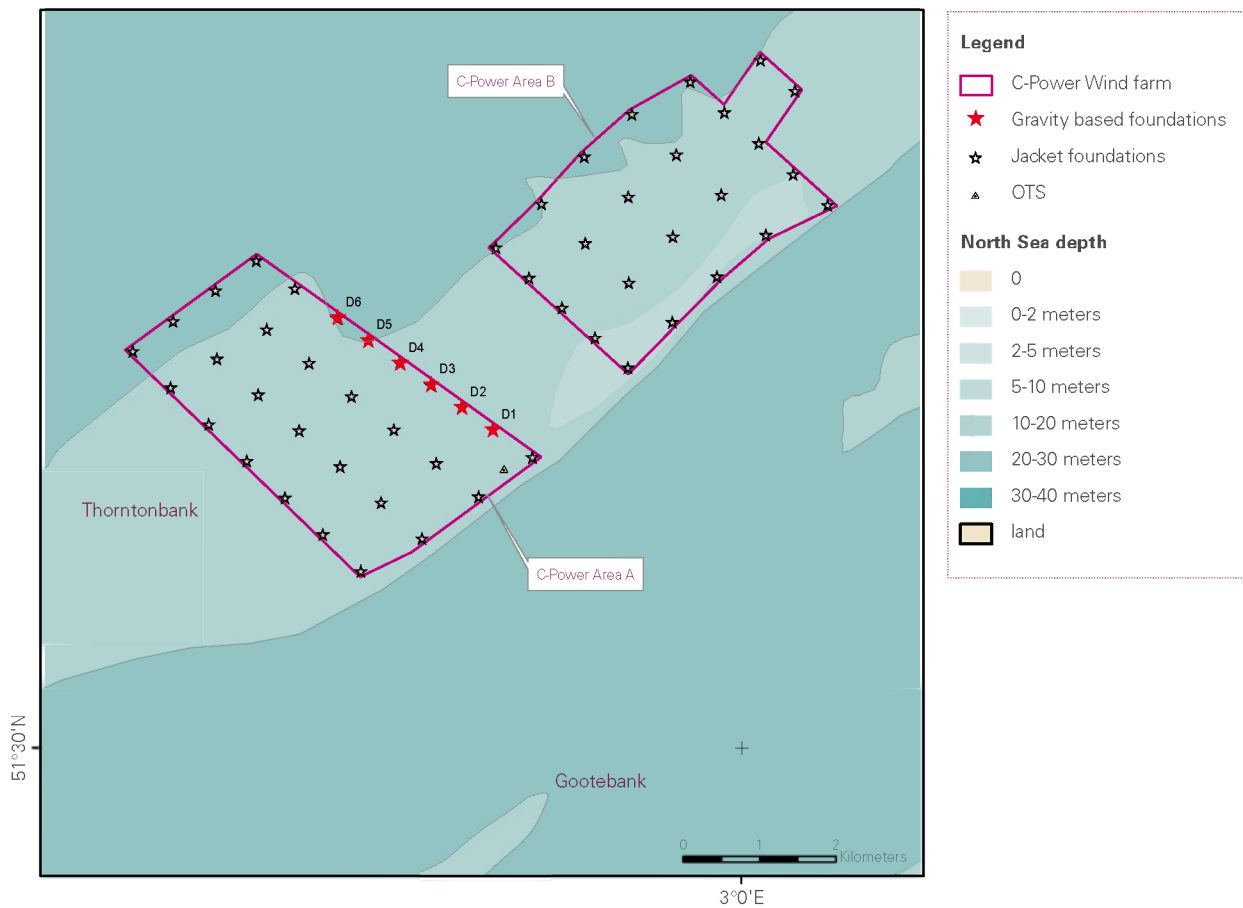 C-Power Area B
D6
D5
D4
D3
D2
D1
Thorntonbank
C-Power Area A
51°30'N
Gootebank
0 1 2
Kilometers
3°0'E
Legend
C-Power Wind farm
Gravity based foundations
Jacket foundations
OTS
North Sea depth
0
0-2 meters
2-5 meters
5-10 meters
10-20 meters
20-30 meters
30-40 meters
land